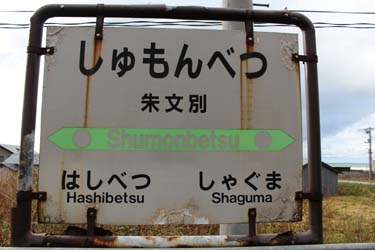 しゅもんべつ
朱文別
Shumonbetsu
はしべつ しゃぐま
Hashibetsu Shaguma